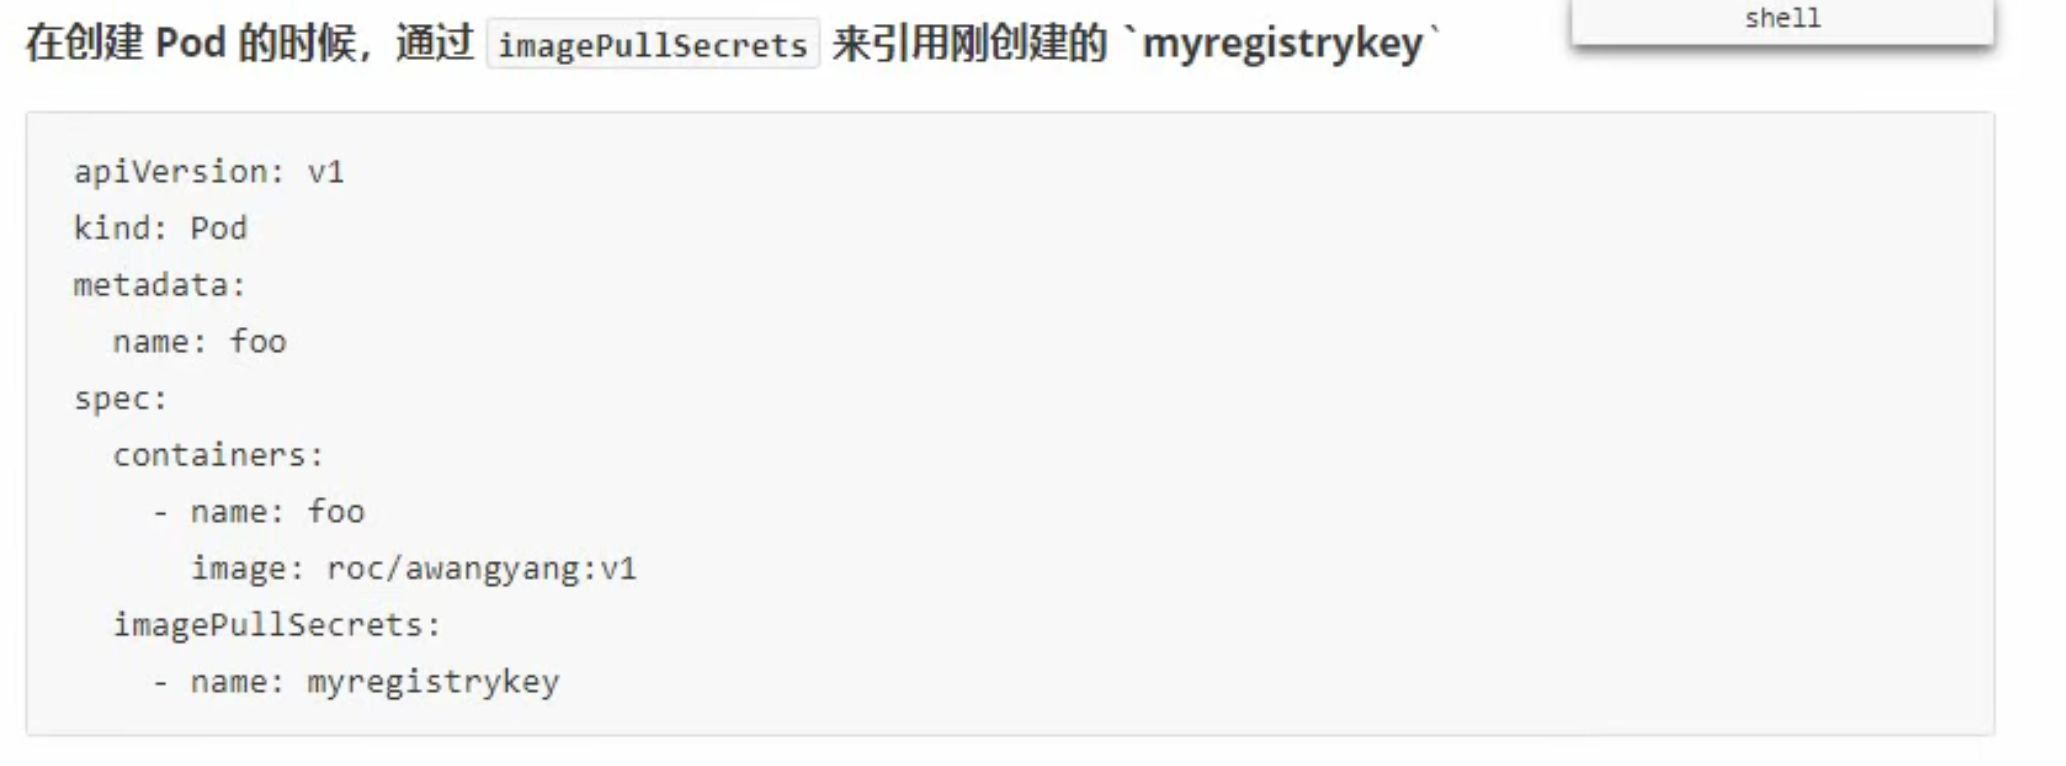 shell
在创建 Pod 的时候，通过 imagePullSecrets 来引用刚创建的 `myregistrykey`
apiVersion: v1
kind: Pod
metadata:
  name: foo
spec:
  containers:
    - name: foo
      image: roc/awangyang:v1
  imagePullSecrets:
    - name: myregistrykey